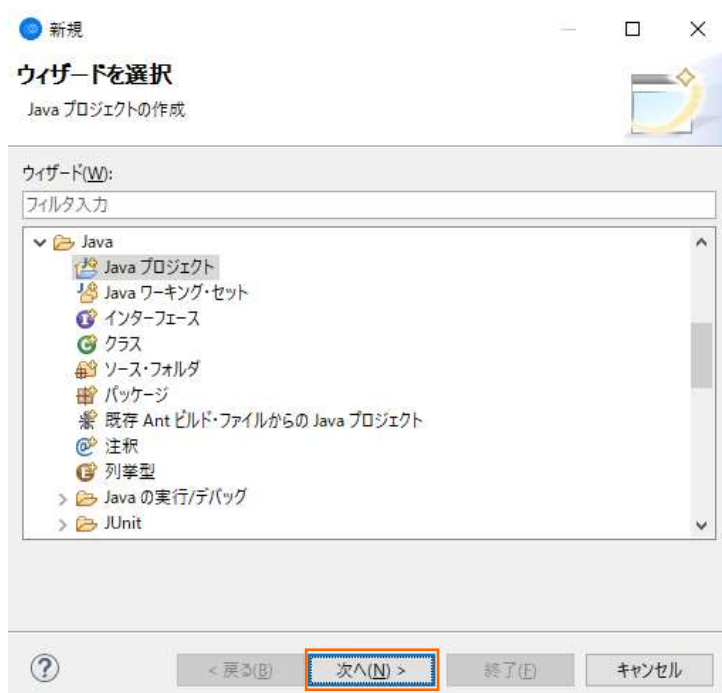 新規
ウィザードを選択
Java プロジェクトの作成
ウィザード(W):
フィルタ入力
Java
Java プロジェクト
Java ワーキング・セット
インターフェース
クラス
ソース・フォルダ
パッケージ
既存 Ant ビルド・ファイルからの Java プロジェクト
注釈
列挙型
Java の実行/デバッグ
JUnit
? < 戻る(B) 次へ(N) > 終了(F) キャンセル